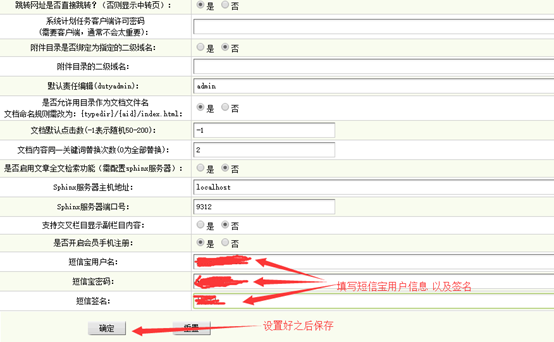 跳转网址是否直接跳转?(否则显示中转页): 是 否
系统计划任务客户端许可密码
(需要客户端,通常不会太重要):
附件目录是否绑定为指定的二级域名: 是 否
附件目录的二级域名:
默认责任编辑(dutyadmin): admin
是否允许用目录作为文档文件名 是 否
文档命名规则需改为:{typedir}/{aid}/index.html:
文档默认点击数(-1表示随机50-200): -1
文档内容同一关键词替换次数(0为全部替换): 2
是否启用文章全文检索功能(需配置sphinx服务器): 是 否
Sphinx服务器主机地址: localhost
Sphinx服务器端口号: 9312
支持交叉栏目显示副栏目内容: 是 否
是否开启会员手机注册: 是 否
短信宝用户名:
短信宝密码: 填写短信宝用户信息 以及签名
短信签名:
确定 重置 设置好之后保存